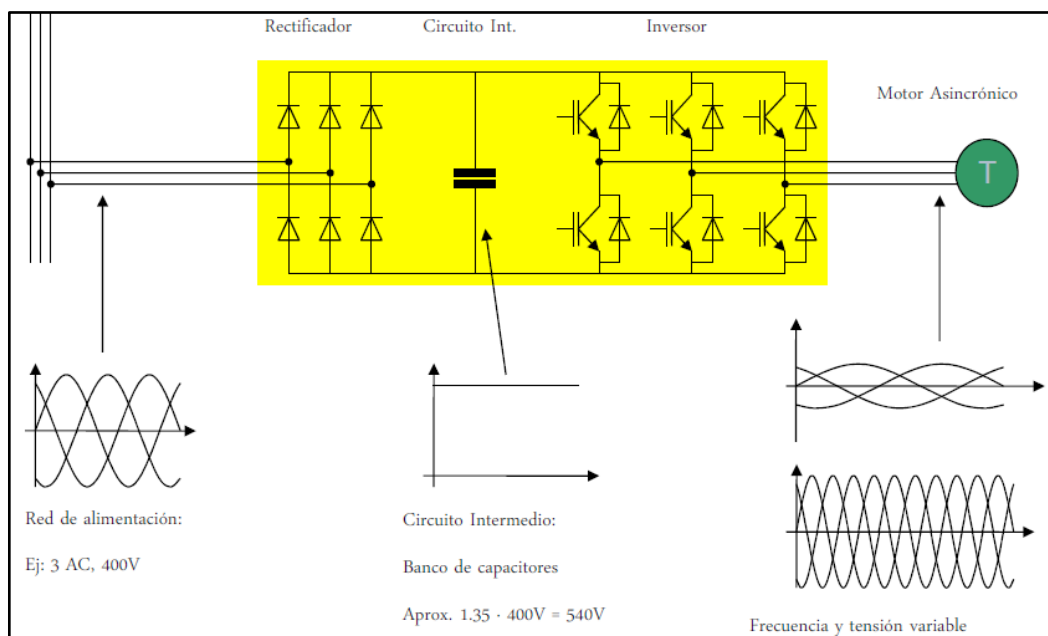 Rectificador
Circuito Int.
Inversor
Motor Asincrónico
T
Red de alimentación:
Ej: 3 AC, 400V
Circuito Intermedio:
Banco de capacitores
Aprox. 1.35 · 400V = 540V
Frecuencia y tensión variable